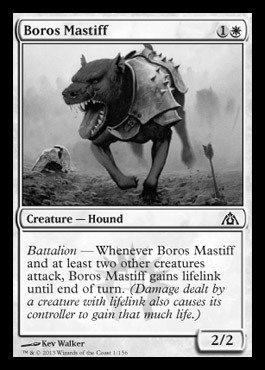 Boros Mastiff 1
Creature — Hound
Battalion — Whenever Boros Mastiff
and at least two other creatures
attack, Boros Mastiff gains lifelink
until end of turn. (Damage dealt by
a creature with lifelink also causes its
controller to gain that much life.)
Kev Walker
™ & © 2013 Wizards of the Coast 1/156
2/2